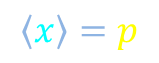 ⟨x⟩ = p